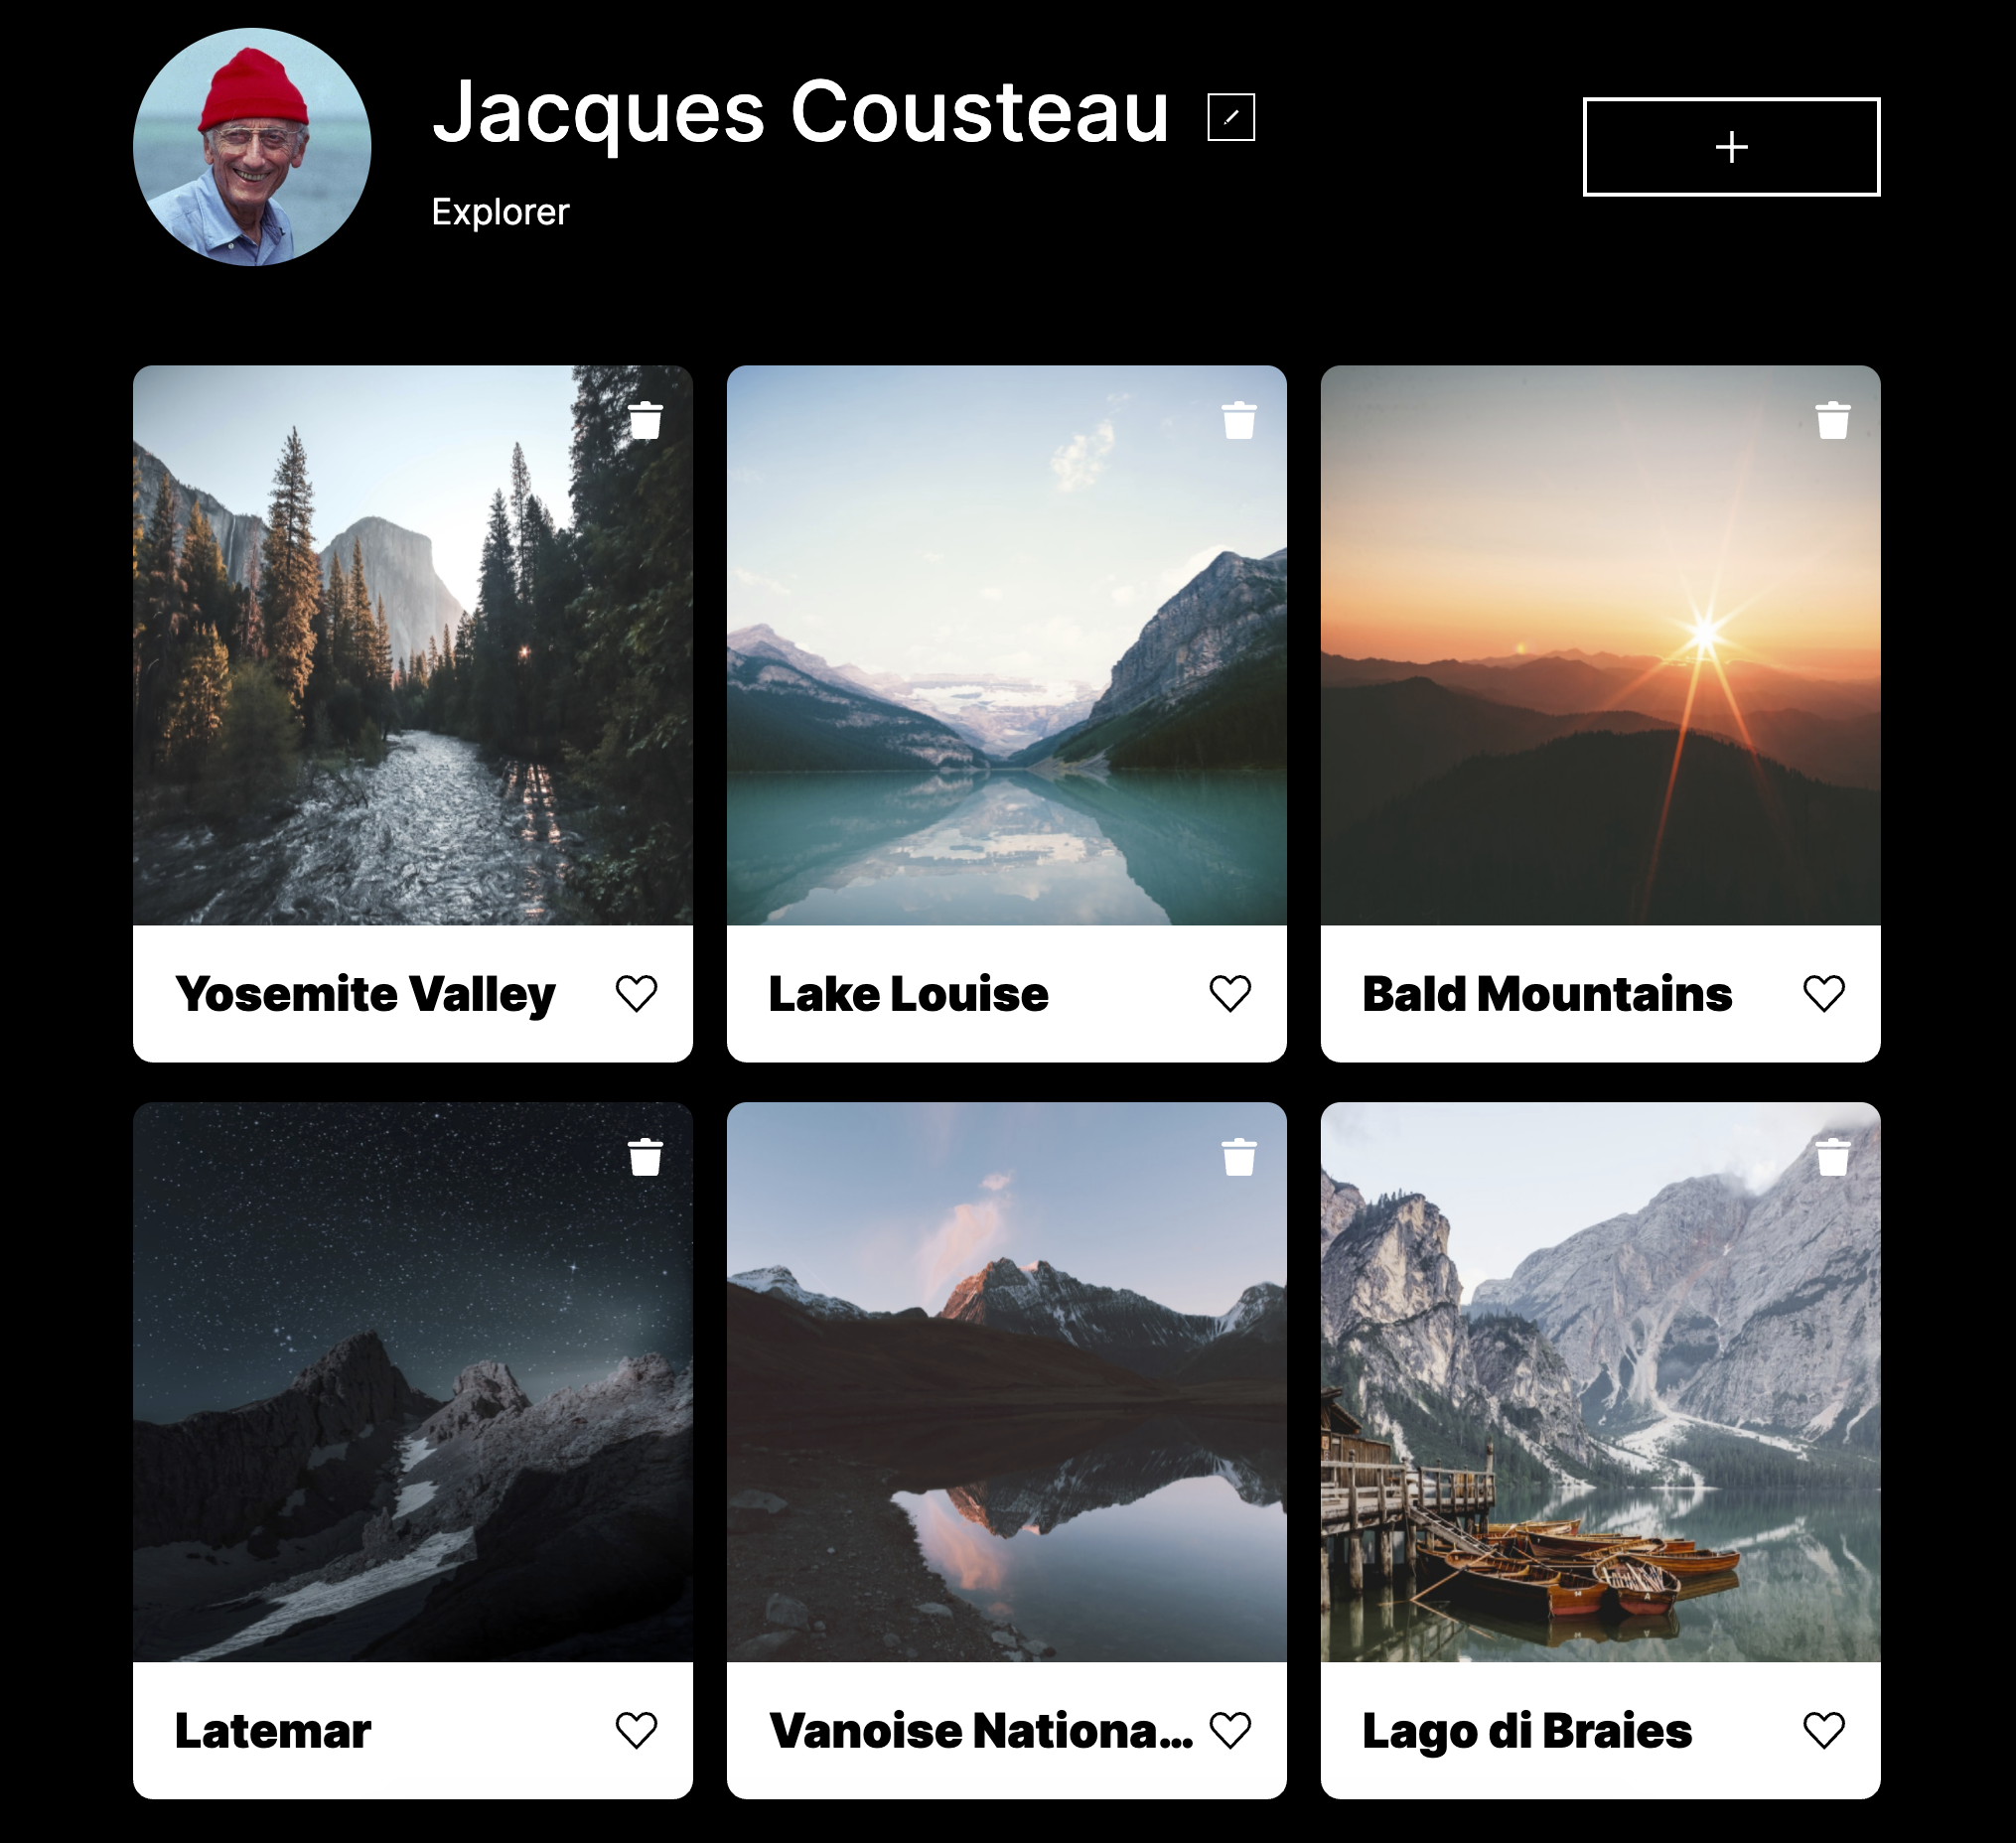 Jacques Cousteau
Explorer
Yosemite Valley
Lake Louise
Bald Mountains
Latemar
Vanoise Nationa...
Lago di Braies